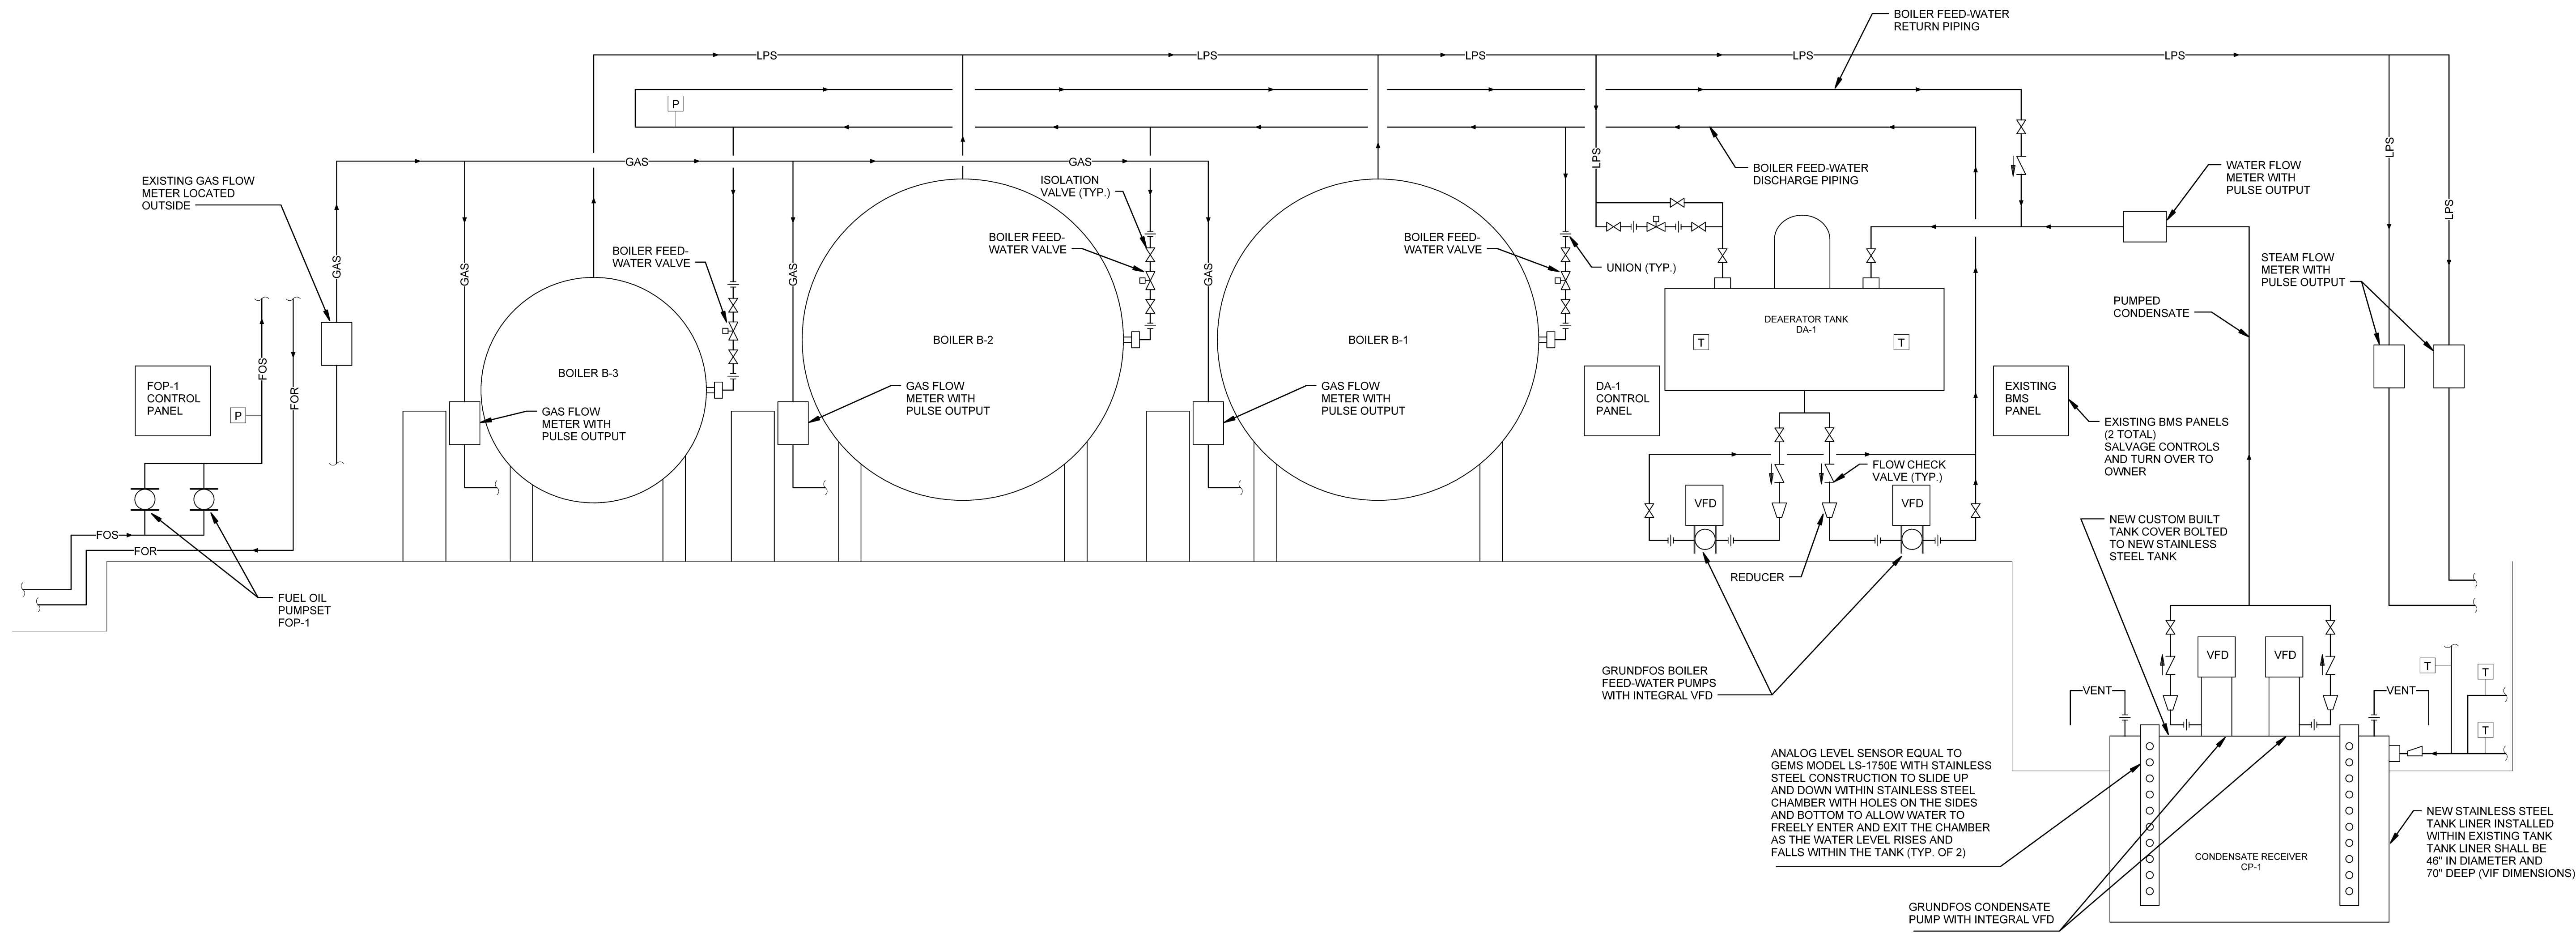 BOILER FEED-WATER
RETURN PIPING
LPS
LPS
LPS
LPS
LPS
P
GAS
GAS
EXISTING GAS FLOW
METER LOCATED
OUTSIDE
ISOLATION
VALVE (TYP.)
LPS
BOILER FEED-WATER
DISCHARGE PIPING
WATER FLOW
METER WITH
PULSE OUTPUT
LPS
LPS
BOILER FEED-
WATER VALVE
BOILER FEED-
WATER VALVE
BOILER FEED-
WATER VALVE
UNION (TYP.)
GAS
GAS
GAS
GAS
STEAM FLOW
METER WITH
PULSE OUTPUT
PUMPED
CONDENSATE
DEAERATOR TANK
DA-1
T
T
BOILER B-3
BOILER B-2
BOILER B-1
FOS
FOR
FOP-1
CONTROL
PANEL
P
GAS FLOW
METER WITH
PULSE OUTPUT
GAS FLOW
METER WITH
PULSE OUTPUT
GAS FLOW
METER WITH
PULSE OUTPUT
DA-1
CONTROL
PANEL
EXISTING
BMS
PANEL
EXISTING BMS PANELS
(2 TOTAL)
SALVAGE CONTROLS
AND TURN OVER TO
OWNER
FLOW CHECK
VALVE (TYP.)
VFD
VFD
FOS
FOR
NEW CUSTOM BUILT
TANK COVER BOLTED
TO NEW STAINLESS
STEEL TANK
REDUCER
FUEL OIL
PUMPSET
FOP-1
GRUNDFOS BOILER
FEED-WATER PUMPS
WITH INTEGRAL VFD
VFD
VFD
T
T
T
VENT
VENT
ANALOG LEVEL SENSOR EQUAL TO
GEMS MODEL LS-1750E WITH STAINLESS
STEEL CONSTRUCTION TO SLIDE UP
AND DOWN WITHIN STAINLESS STEEL
CHAMBER WITH HOLES ON THE SIDES
AND BOTTOM TO ALLOW WATER TO
FREELY ENTER AND EXIT THE CHAMBER
AS THE WATER LEVEL RISES AND
FALLS WITHIN THE TANK (TYP. OF 2)
NEW STAINLESS STEEL
TANK LINER INSTALLED
WITHIN EXISTING TANK
TANK LINER SHALL BE
46" IN DIAMETER AND
70" DEEP (VIF DIMENSIONS)
CONDENSATE RECEIVER
CP-1
GRUNDFOS CONDENSATE
PUMP WITH INTEGRAL VFD